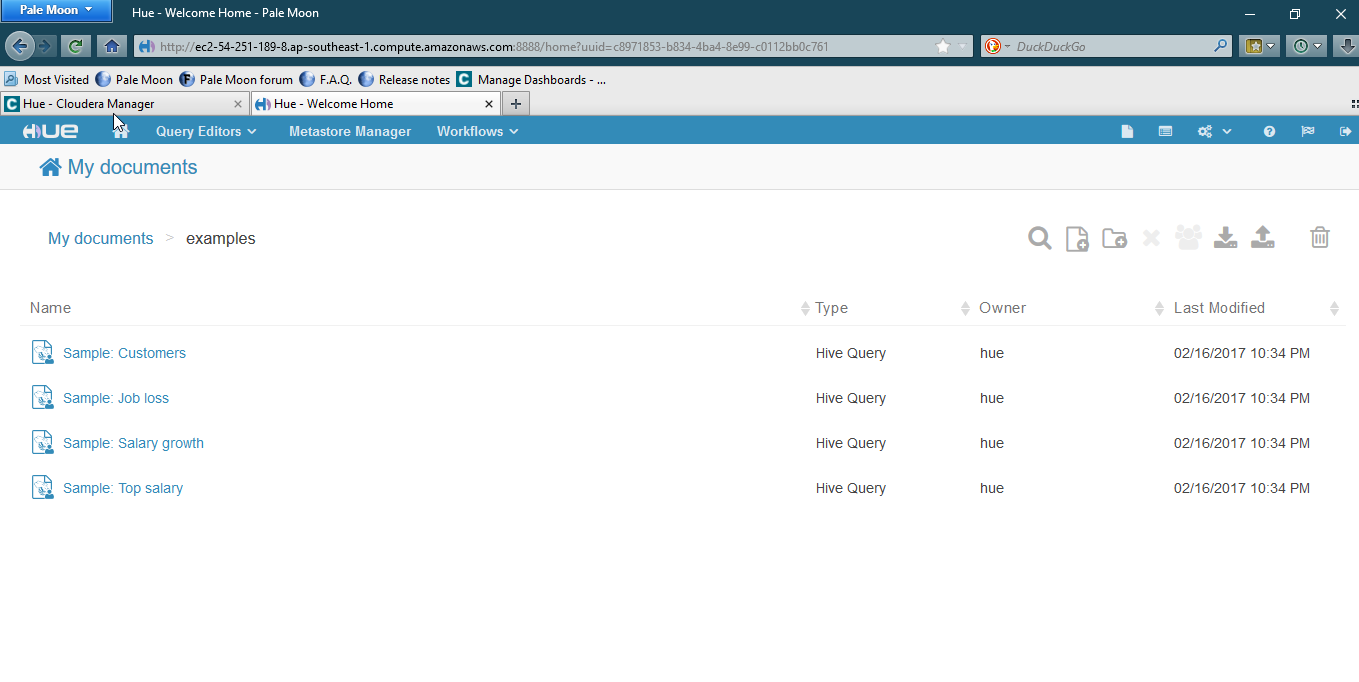 Pale Moon
Hue - Welcome Home - Pale Moon
http://ec2-54-251-189-8.ap-southeast-1.compute.amazonaws.com:8888/home?uuid=c8971853-b834-4ba4-8e99-c0112bb0c761
DuckDuckGo
Most Visited Pale Moon Pale Moon forum F.A.Q. Release notes Manage Dashboards - ...
Hue - Cloudera Manager
Hue - Welcome Home
HUE Query Editors Metastore Manager Workflows
My documents
My documents > examples
Name Type Owner Last Modified
Sample: Customers Hive Query hue 02/16/2017 10:34 PM
Sample: Job loss Hive Query hue 02/16/2017 10:34 PM
Sample: Salary growth Hive Query hue 02/16/2017 10:34 PM
Sample: Top salary Hive Query hue 02/16/2017 10:34 PM